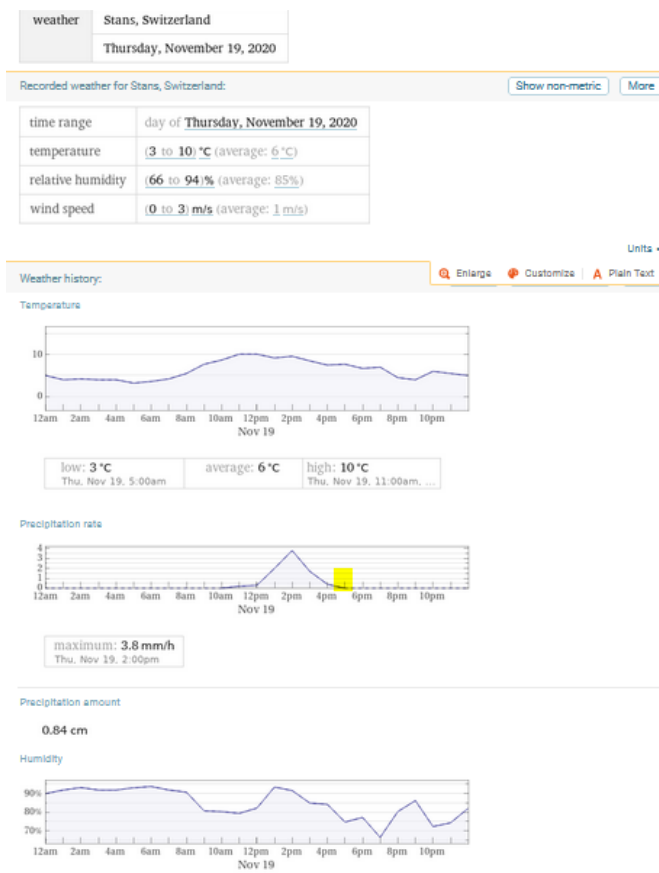 weather Stans, Switzerland
Thursday, November 19, 2020
Recorded weather for Stans, Switzerland: Show non-metric More
time range day of Thursday, November 19, 2020
temperature (3 to 10) °C (average: 6 °C)
relative humidity (66 to 94)% (average: 85%)
wind speed (0 to 3) m/s (average: 1 m/s)
Units
Weather history: Enlarge Customize Plain Text
Temperature
10
0
12am 2am 4am 6am 8am 10am 12pm 2pm 4pm 6pm 8pm 10pm
Nov 19
low: 3 °C average: 6 °C high: 10 °C
Thu, Nov 19, 5:00am Thu, Nov 19, 11:00am, ...
Precipitation rate
4
3
2
1
0
12am 2am 4am 6am 8am 10am 12pm 2pm 4pm 6pm 8pm 10pm
Nov 19
maximum: 3.8 mm/h
Thu, Nov 19, 2:00pm
Precipitation amount
0.84 cm
Humidity
90%
80%
70%
12am 2am 4am 6am 8am 10am 12pm 2pm 4pm 6pm 8pm 10pm
Nov 19